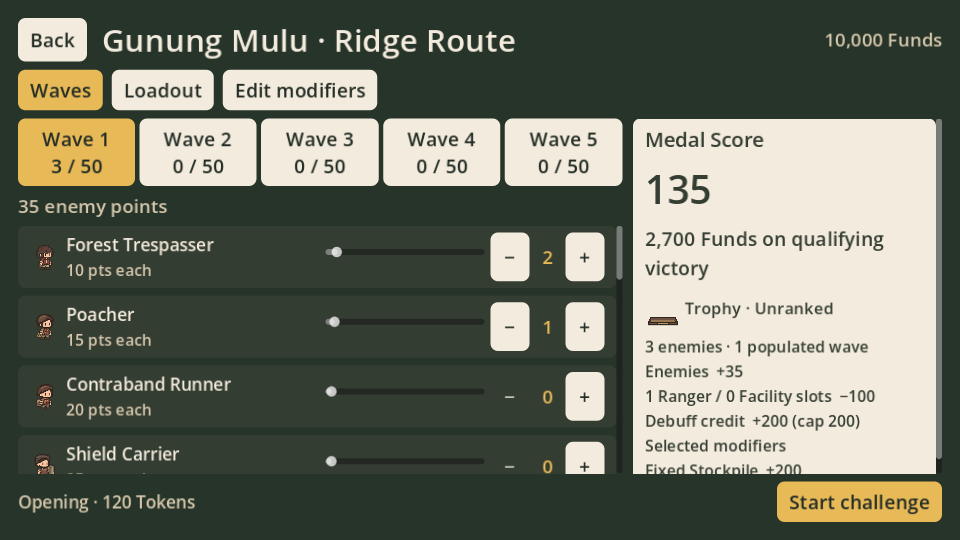 Back
Gunung Mulu · Ridge Route
10,000 Funds
Waves
Loadout
Edit modifiers
Wave 1
3 / 50
Wave 2
0 / 50
Wave 3
0 / 50
Wave 4
0 / 50
Wave 5
0 / 50
35 enemy points
Forest Trespasser
10 pts each
− 2 +
Poacher
15 pts each
− 1 +
Contraband Runner
20 pts each
− 0 +
Shield Carrier
− 0 +
Medal Score
135
2,700 Funds on qualifying
victory
Trophy · Unranked
3 enemies · 1 populated wave
Enemies +35
1 Ranger / 0 Facility slots −100
Debuff credit +200 (cap 200)
Selected modifiers
Fixed Stockpile +200
Opening · 120 Tokens
Start challenge